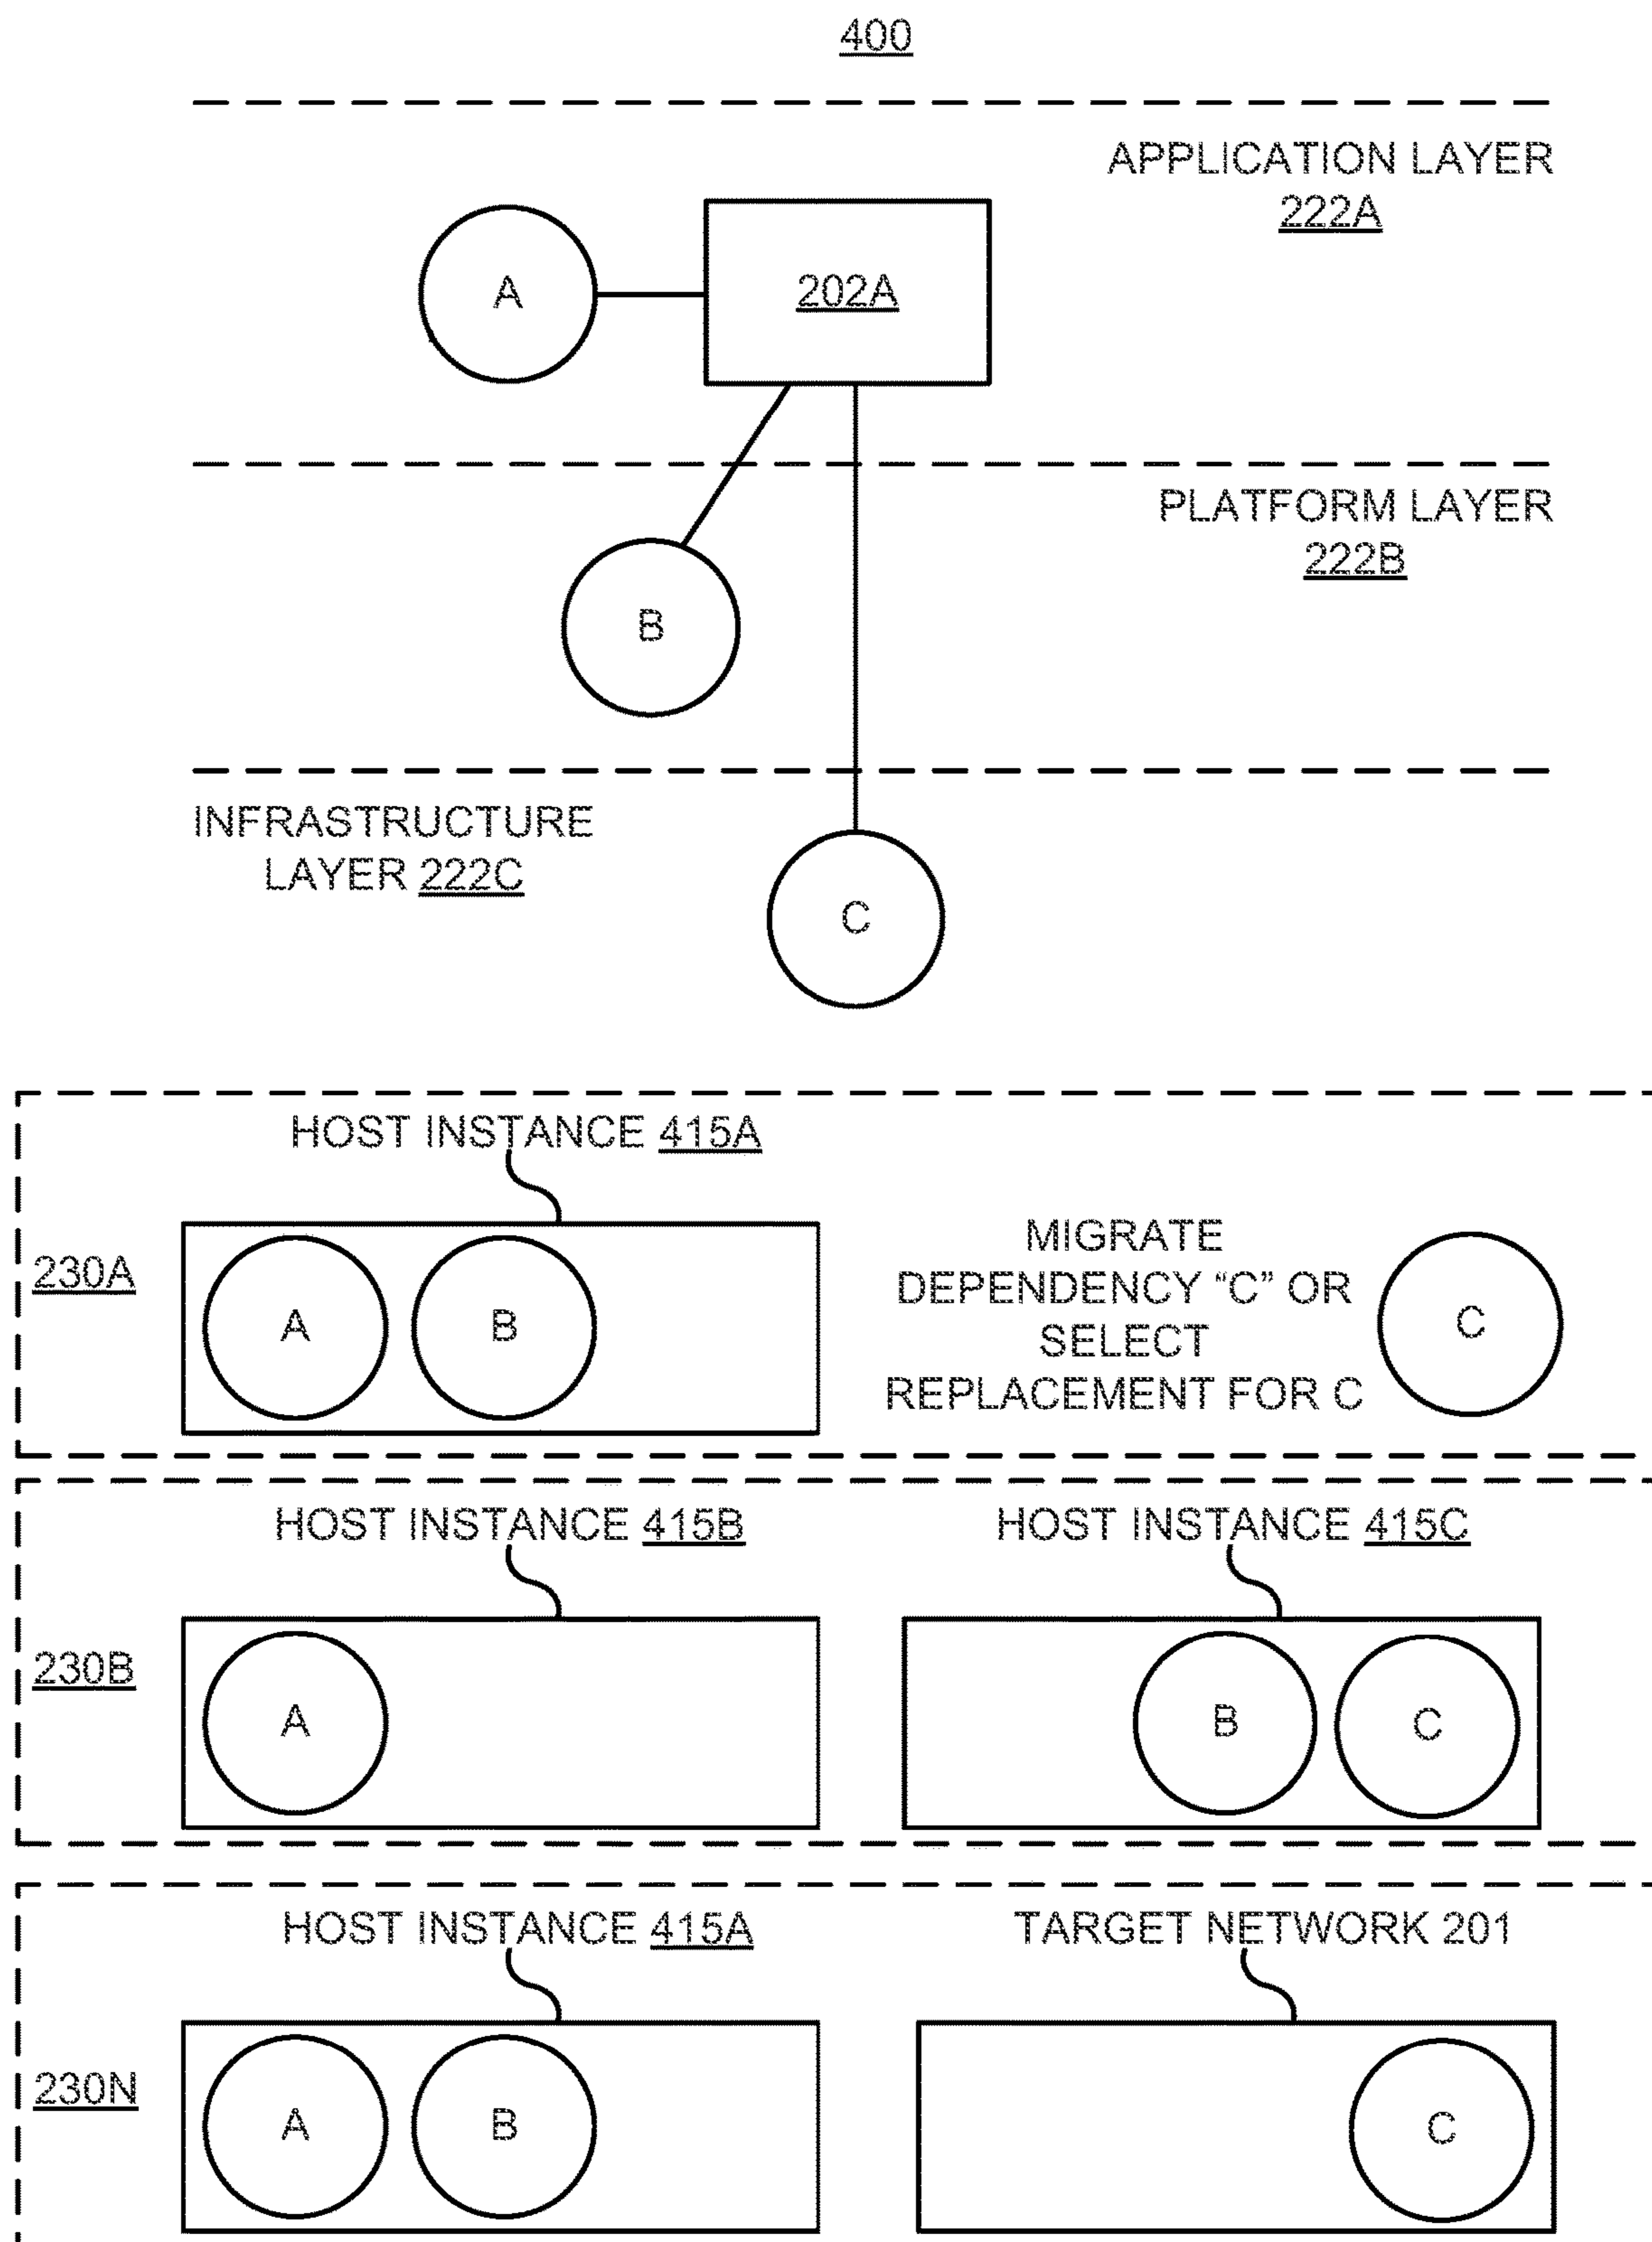 400
APPLICATION LAYER
222A
A
202A
PLATFORM LAYER
222B
B
INFRASTRUCTURE
LAYER 222C
C
HOST INSTANCE 415A
230A
A
B
MIGRATE
DEPENDENCY “C” OR
SELECT
REPLACEMENT FOR C
C
HOST INSTANCE 415B
HOST INSTANCE 415C
230B
A
B
C
HOST INSTANCE 415A
TARGET NETWORK 201
230N
A
B
C